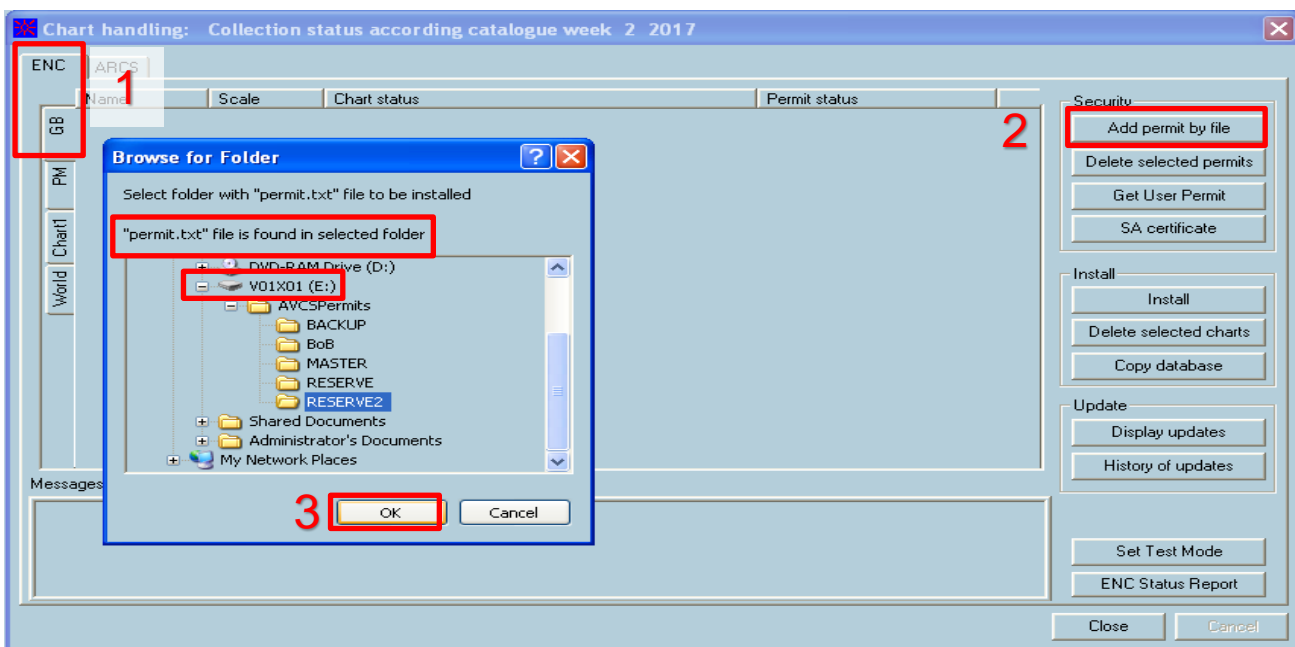 Chart handling: Collection status according catalogue week 2 2017
ENC
ARCS
1
Name
Scale
Chart status
Permit status
GB
PM
Chart1
World
Browse for Folder
Select folder with "permit.txt" file to be installed
"permit.txt" file is found in selected folder
DVD-RAM Drive (D:)
V01X01 (E:)
AVCSPermits
BACKUP
BoB
MASTER
RESERVE
RESERVE2
Shared Documents
Administrator's Documents
My Network Places
3
OK
Cancel
2
Security
Add permit by file
Delete selected permits
Get User Permit
SA certificate
Install
Install
Delete selected charts
Copy database
Update
Display updates
History of updates
Messages
Set Test Mode
ENC Status Report
Close
Cancel